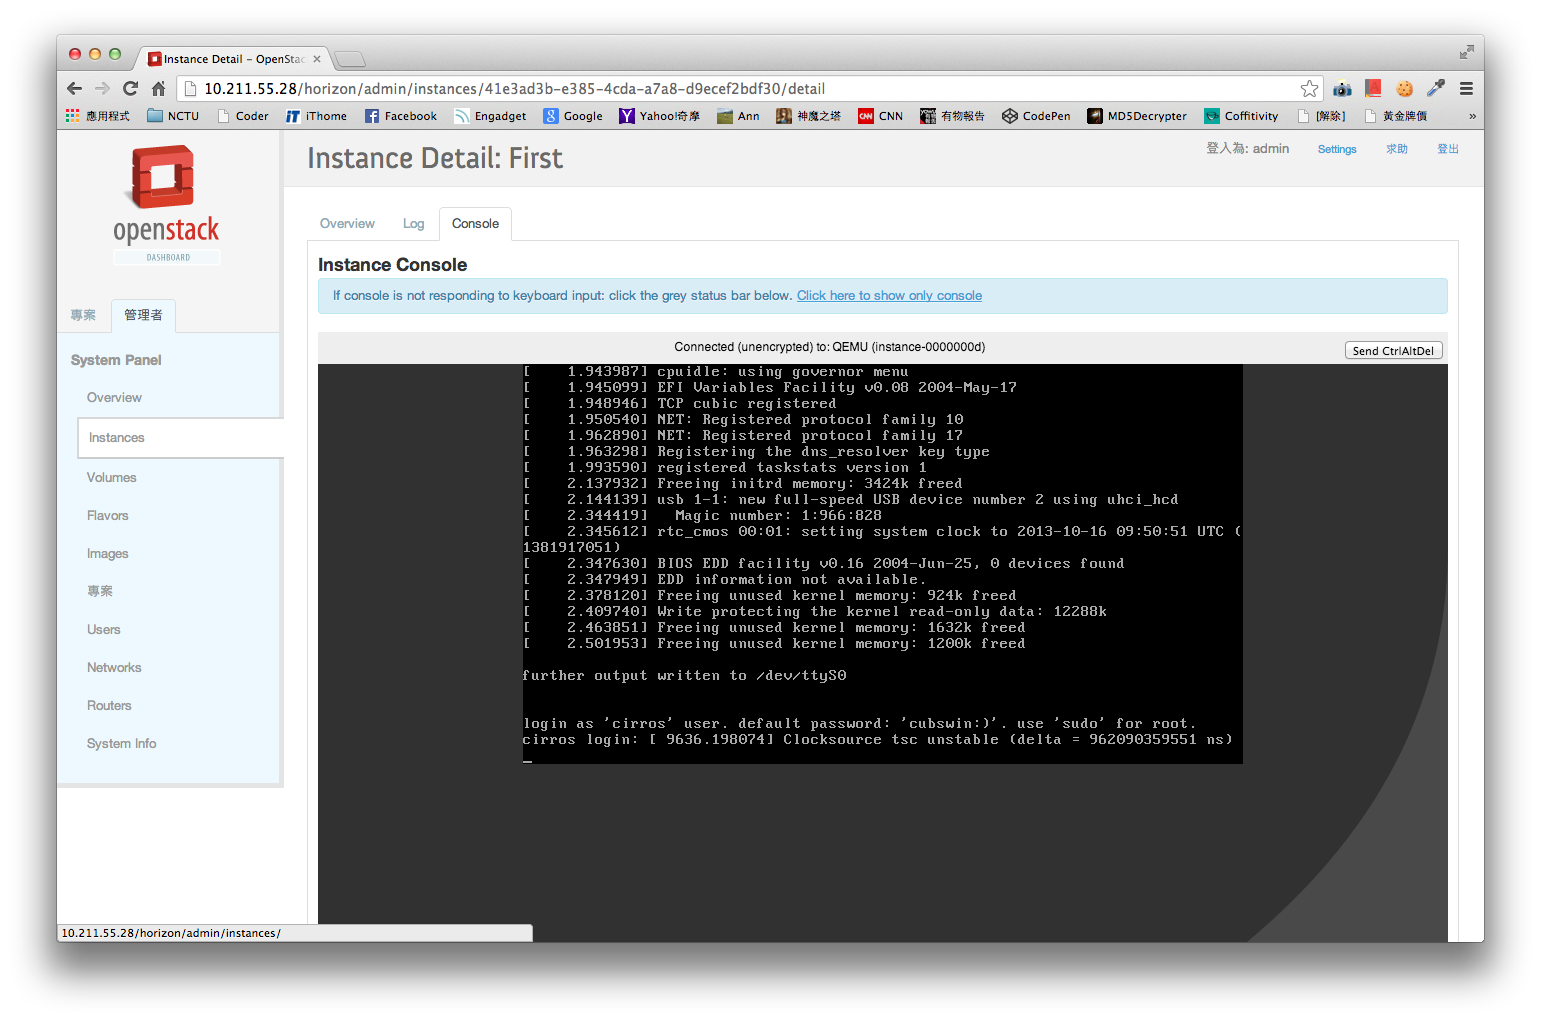 Instance Detail – OpenStac
10.211.55.28/horizon/admin/instances/41e3ad3b-e385-4cda-a7a8-d9ecef2bdf30/detail
應用程式 NCTU Coder iThome Facebook Engadget Google Yahoo!奇摩 Ann 神魔之塔 CNN 有物報告 CodePen MD5Decrypter Coffitivity [解除] 黃金牌價 »
openstack
DASHBOARD
Instance Detail: First
登入為: admin Settings 求助 登出
專案 管理者
System Panel
Overview
Instances
Volumes
Flavors
Images
專案
Users
Networks
Routers
System Info
Overview Log Console
Instance Console
If console is not responding to keyboard input: click the grey status bar below. Click here to show only console
Connected (unencrypted) to: QEMU (instance-0000000d)
Send CtrlAltDel
[    1.943987] cpuidle: using governor menu
[    1.945099] EFI Variables Facility v0.08 2004-May-17
[    1.948946] TCP cubic registered
[    1.950540] NET: Registered protocol family 10
[    1.962890] NET: Registered protocol family 17
[    1.963298] Registering the dns_resolver key type
[    1.993590] registered taskstats version 1
[    2.137932] Freeing initrd memory: 3424k freed
[    2.144139] usb 1-1: new full-speed USB device number 2 using uhci_hcd
[    2.344419]   Magic number: 1:966:828
[    2.345612] rtc_cmos 00:01: setting system clock to 2013-10-16 09:50:51 UTC (
1381917051)
[    2.347630] BIOS EDD facility v0.16 2004-Jun-25, 0 devices found
[    2.347949] EDD information not available.
[    2.378120] Freeing unused kernel memory: 924k freed
[    2.409740] Write protecting the kernel read-only data: 12288k
[    2.463851] Freeing unused kernel memory: 1632k freed
[    2.501953] Freeing unused kernel memory: 1200k freed
further output written to /dev/ttyS0
login as 'cirros' user. default password: 'cubswin:)'. use 'sudo' for root.
cirros login: [ 9636.198074] Clocksource tsc unstable (delta = 962090359551 ns)
_
10.211.55.28/horizon/admin/instances/